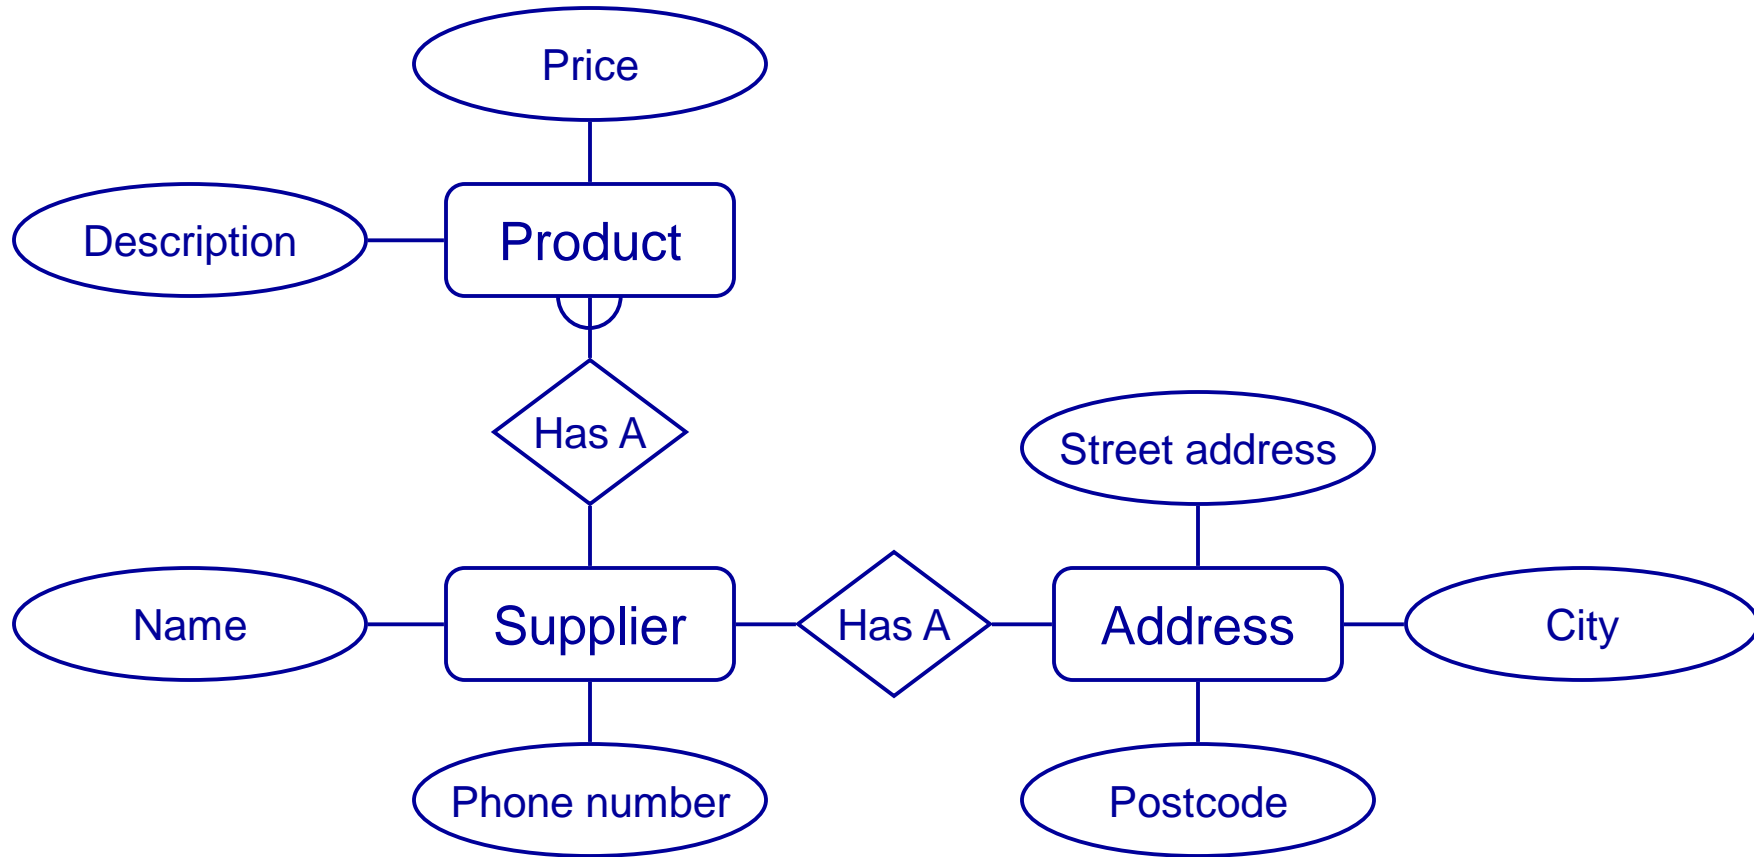 Price
Description
Product
Has A
Street address
Name
Supplier
Has A
Address
City
Phone number
Postcode